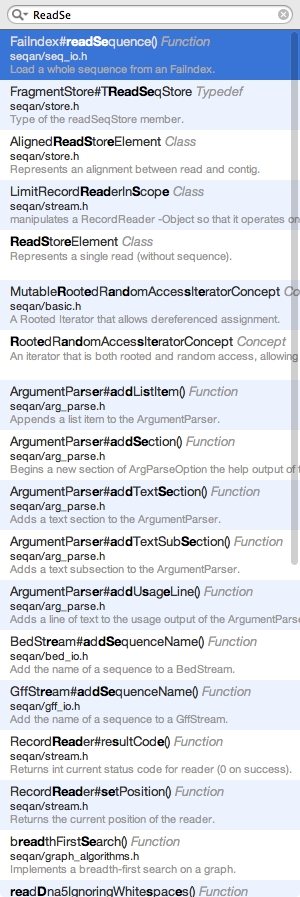 ReadSe
FaiIndex#readSequence() Function
seqan/seq_io.h
Load a whole sequence from an FaiIndex.
FragmentStore#TReadSeqStore Typedef
seqan/store.h
Type of the readSeqStore member.
AlignedReadStoreElement Class
seqan/store.h
Represents an alignment between read and contig.
LimitRecordReaderInScope Class
seqan/stream.h
manipulates a RecordReader -Object so that it operates on
ReadStoreElement Class
Represents a single read (without sequence).
MutableRootedRandomAccessIteratorConcept Co
seqan/basic.h
A Rooted Iterator that allows dereferenced assignment.
RootedRandomAccessIteratorConcept Concept
An iterator that is both rooted and random access, allowing
ArgumentParser#addListItem() Function
seqan/arg_parse.h
Appends a list item to the ArgumentParser.
ArgumentParser#addSection() Function
seqan/arg_parse.h
Begins a new section of ArgParseOption the help output of t
ArgumentParser#addTextSection() Function
seqan/arg_parse.h
Adds a text section to the ArgumentParser.
ArgumentParser#addTextSubSection() Function
seqan/arg_parse.h
Adds a text subsection to the ArgumentParser.
ArgumentParser#addUsageLine() Function
seqan/arg_parse.h
Adds a line of text to the usage output of the ArgumentParse
BedStream#addSequenceName() Function
seqan/bed_io.h
Add the name of a sequence to a BedStream.
GffStream#addSequenceName() Function
seqan/gff_io.h
Add the name of a sequence to a GffStream.
RecordReader#resultCode() Function
seqan/stream.h
Returns int current status code for reader (0 on success).
RecordReader#setPosition() Function
seqan/stream.h
Returns the current position of the reader.
breadthFirstSearch() Function
seqan/graph_algorithms.h
Implements a breadth-first search on a graph.
readDna5IgnoringWhitespaces() Function